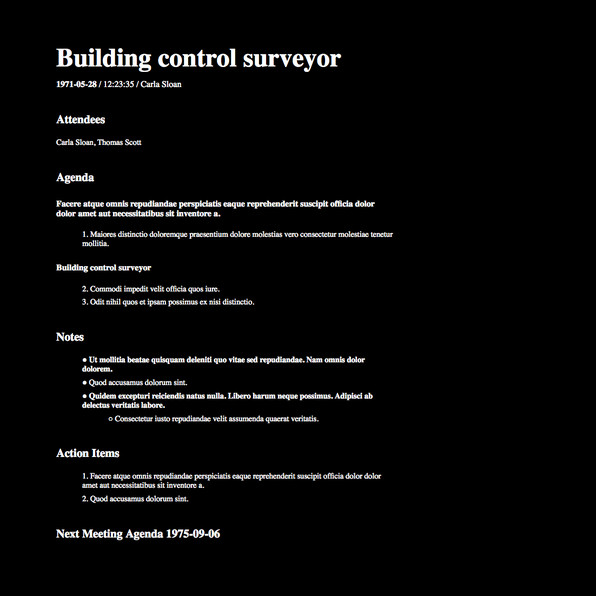 Building control surveyor
1971-05-28 / 12:23:35 / Carla Sloan
Attendees
Carla Sloan, Thomas Scott
Agenda
Facere atque omnis repudiandae perspiciatis eaque reprehenderit suscipit officia dolor
dolor amet aut necessitatibus sit inventore a.
1. Maiores distinctio doloremque praesentium dolore molestias vero consectetur molestiae tenetur
mollitia.
Building control surveyor
2. Commodi impedit velit officia quos iure.
3. Odit nihil quos et ipsam possimus ex nisi distinctio.
Notes
● Ut mollitia beatae quisquam deleniti quo vitae sed repudiandae. Nam omnis dolor
dolorem.
● Quod accusamus dolorum sint.
● Quidem excepturi reiciendis natus nulla. Libero harum neque possimus. Adipisci ab
delectus veritatis labore.
○ Consectetur iusto repudiandae velit assumenda quaerat veritatis.
Action Items
1. Facere atque omnis repudiandae perspiciatis eaque reprehenderit suscipit officia dolor dolor
amet aut necessitatibus sit inventore a.
2. Quod accusamus dolorum sint.
Next Meeting Agenda 1975-09-06